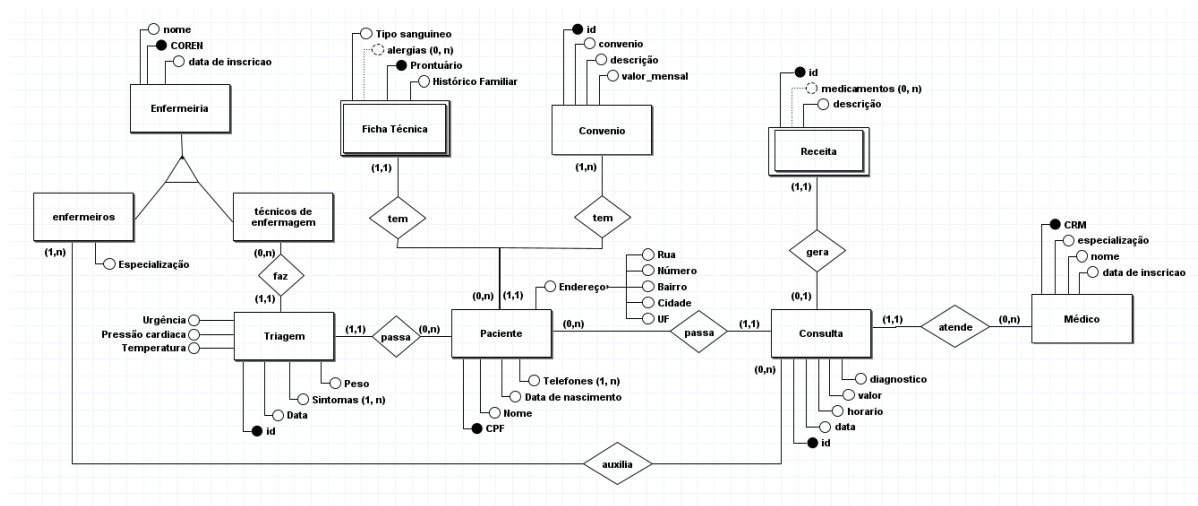 nome
COREN
data de inscricao
Enfermeiria
Tipo sanguineo
alergias (0, n)
Prontuário
Histórico Familiar
Ficha Técnica
(1,1)
id
convenio
descrição
valor_mensal
Convenio
(1,n)
id
medicamentos (0, n)
descrição
Receita
(1,1)
enfermeiros
(1,n)
Especialização
técnicos de
enfermagem
(0,n)
faz
(1,1)
tem
tem
gera
(0,1)
CRM
especialização
nome
data de inscricao
Médico
Urgência
Pressão cardiaca
Temperatura
Triagem
Peso
Sintomas (1, n)
Data
id
(1,1)
passa
(0,n)
(0,n)
(1,1)
Paciente
Endereço
Rua
Número
Bairro
Cidade
UF
Telefones (1, n)
Data de nascimento
Nome
CPF
(0,n)
passa
(1,1)
Consulta
(1,1)
atende
(0,n)
(0,n)
diagnostico
valor
horario
data
id
auxilia